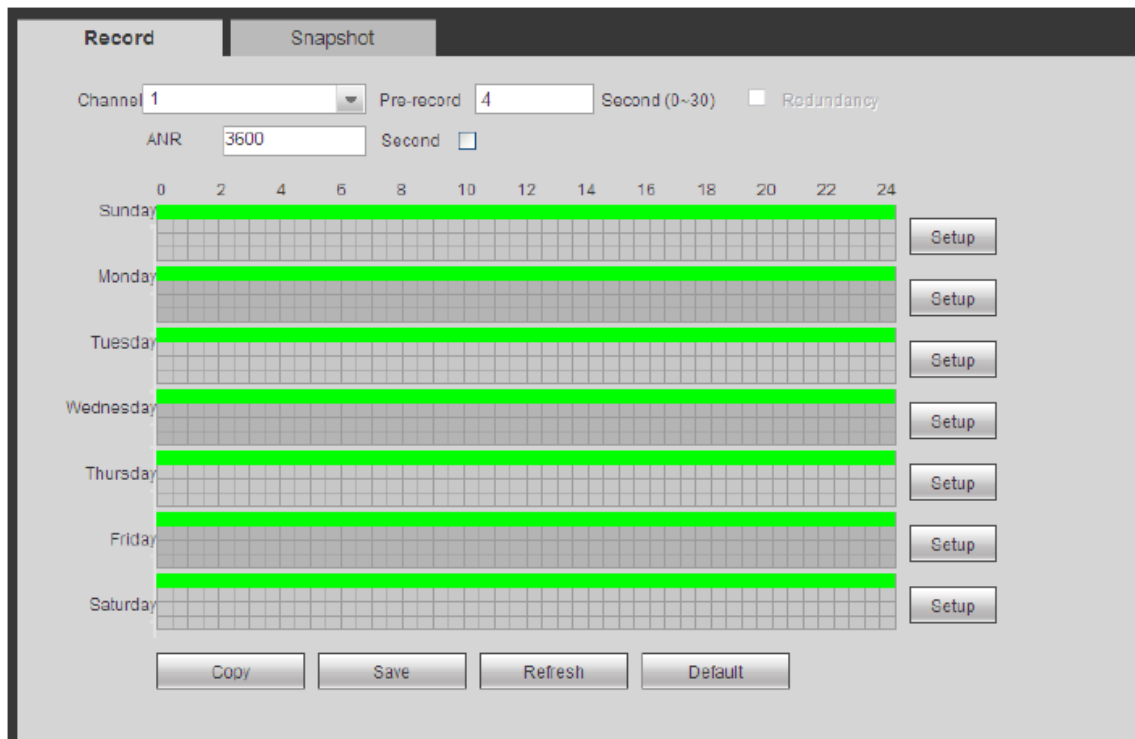 Record Snapshot
Channel 1 Pre-record 4 Second (0~30) Redundancy
ANR 3600 Second
0 2 4 6 8 10 12 14 16 18 20 22 24
Sunday Setup
Monday Setup
Tuesday Setup
Wednesday Setup
Thursday Setup
Friday Setup
Saturday Setup
Copy Save Refresh Default